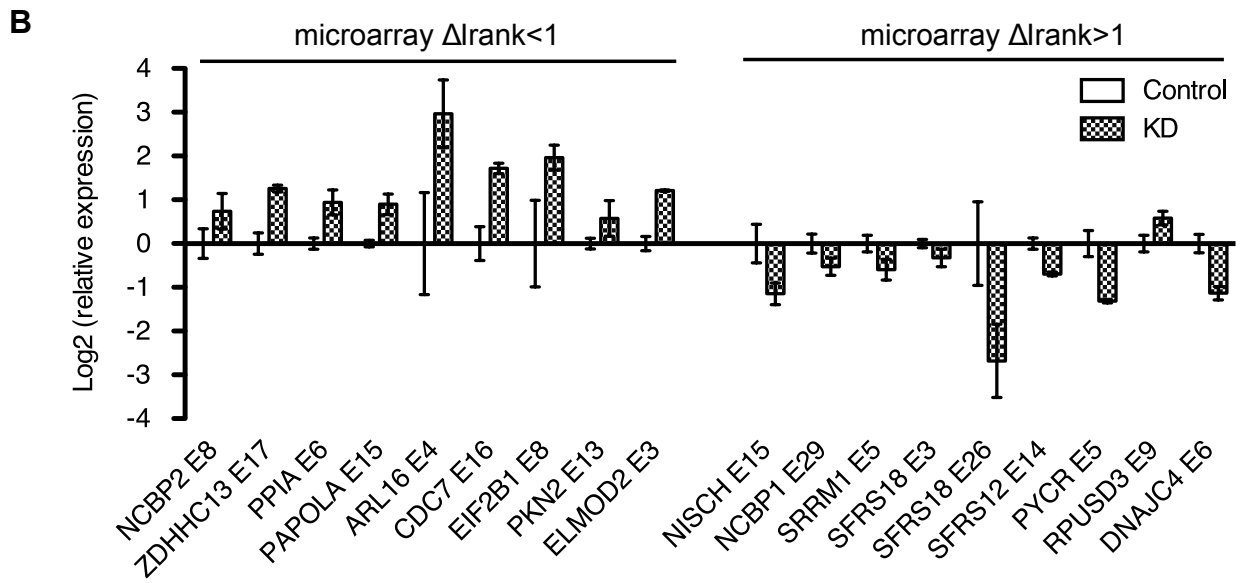 B
microarray ΔIrank<1
microarray ΔIrank>1
Control
KD
Log2 (relative expression)
4
3
2
1
0
-1
-2
-3
-4
NCBP2 E8
ZDHHC13 E17
PPIA E6
PAPOLA E15
ARL16 E4
CDC7 E16
EIF2B1 E8
PKN2 E13
ELMOD2 E3
NISCH E15
NCBP1 E29
SRRM1 E5
SFRS18 E3
SFRS18 E26
SFRS12 E14
PYCR E5
RPUSD3 E9
DNAJC4 E6